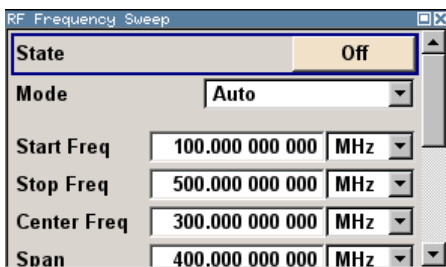 RF Frequency Sweep
State Off
Mode Auto
Start Freq 100.000 000 000 MHz
Stop Freq 500.000 000 000 MHz
Center Freq 300.000 000 000 MHz
Span 400.000 000 000 MHz